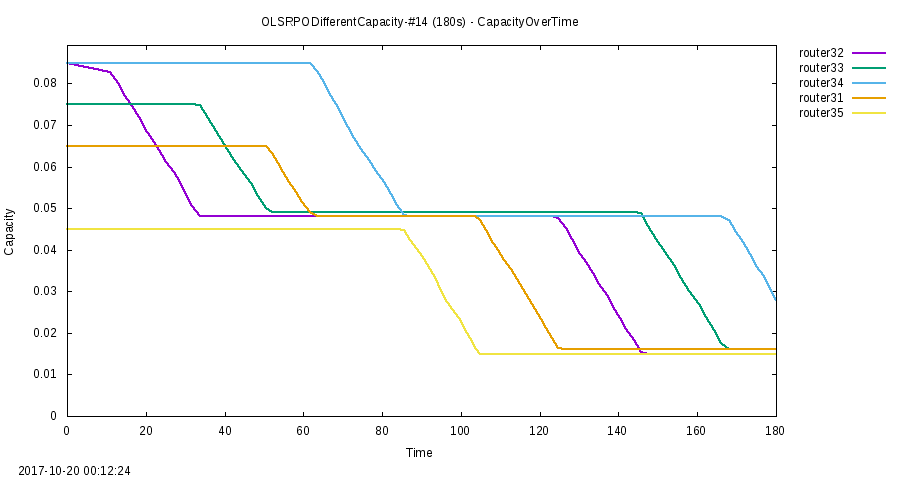 OLSRPODifferentCapacity-#14 (180s) - CapacityOverTime
router32
router33
router34
router31
router35
0.08
0.07
0.06
0.05
0.04
0.03
0.02
0.01
0
Capacity
0 20 40 60 80 100 120 140 160 180
Time
2017-10-20 00:12:24